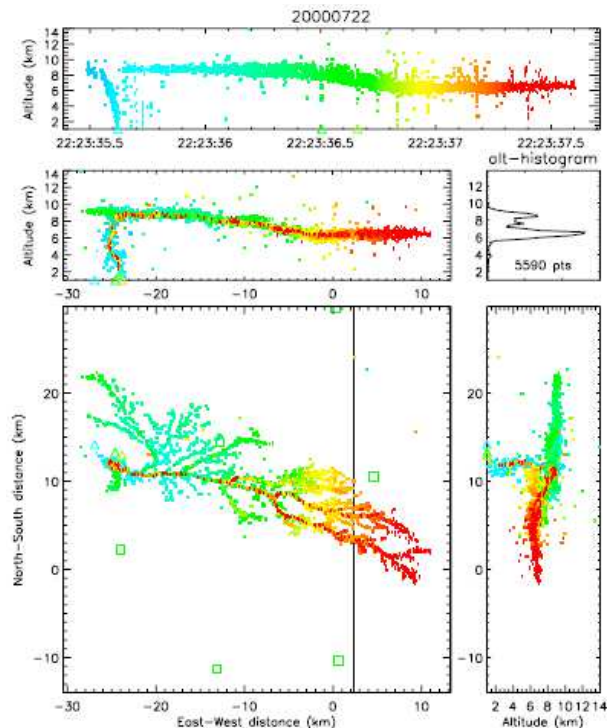 20000722
Altitude (km)
14
12
10
8
6
4
2
22:23:35.5 22:23:36 22:23:36.5 22:23:37 22:23:37.5
alt-histogram
Altitude (km)
14
12
10
8
6
4
2
-30 -20 -10 0 10
14
12
10
8
6
4
2
5590 pts
North-South distance (km)
20
10
0
-10
-30 -20 -10 0 10
East-West distance (km)
20
10
0
-10
2 4 6 8 10 12 14
Altitude (km)